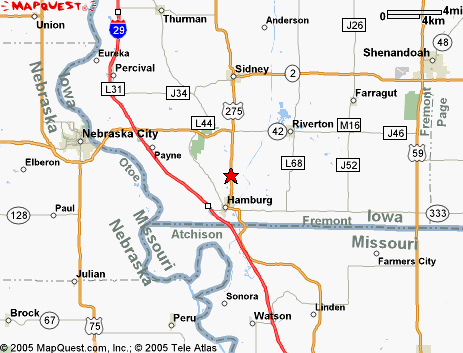 MAPQUEST
Thurman
Anderson
J26
4mi
4km
Union
29
Eureka
Shenandoah
48
Percival
Sidney
2
L31
J34
Farragut
Nebraska
Iowa
L44
275
42
Riverton
M16
J46
Fremont
Page
Nebraska City
Payne
59
Elberon
Otoe
L68
J52
128
Paul
Hamburg
Fremont
Iowa
333
Atchison
Missouri
Missouri
Nebraska
Farmers City
Julian
Sonora
Linden
Brock
67
75
Peru
Watson
© 2005 MapQuest.com, Inc.; © 2005 Tele Atlas